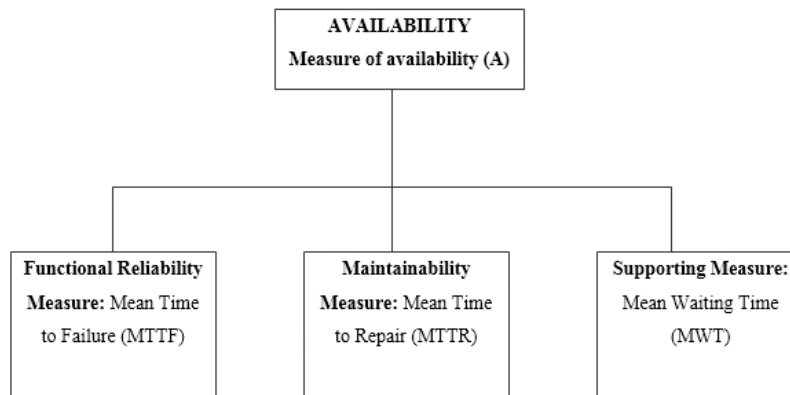 AVAILABILITY
Measure of availability (A)
Functional Reliability
Measure: Mean Time
to Failure (MTTF)
Maintainability
Measure: Mean Time
to Repair (MTTR)
Supporting Measure:
Mean Waiting Time
(MWT)